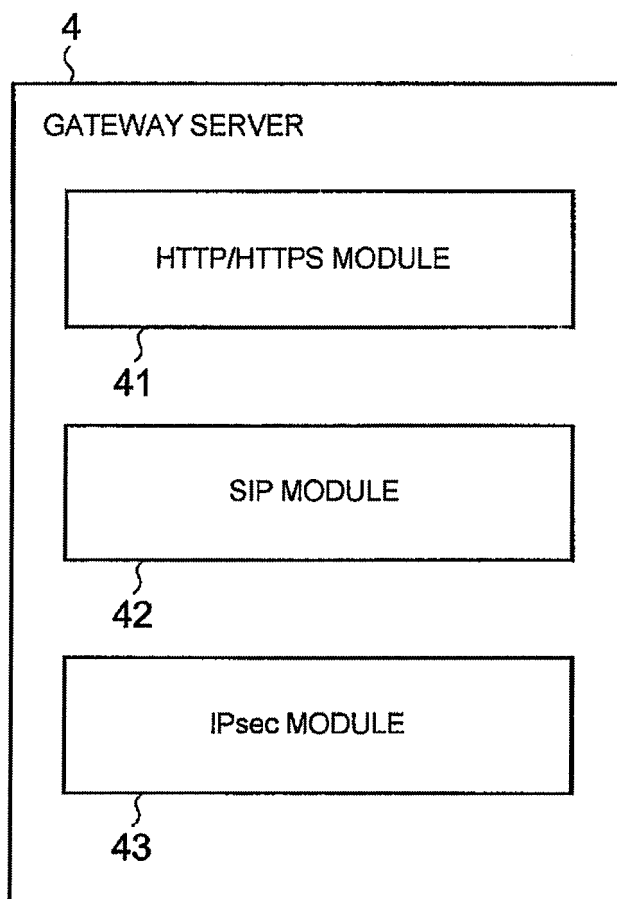 4
GATEWAY SERVER
HTTP/HTTPS MODULE
41
SIP MODULE
42
IPsec MODULE
43